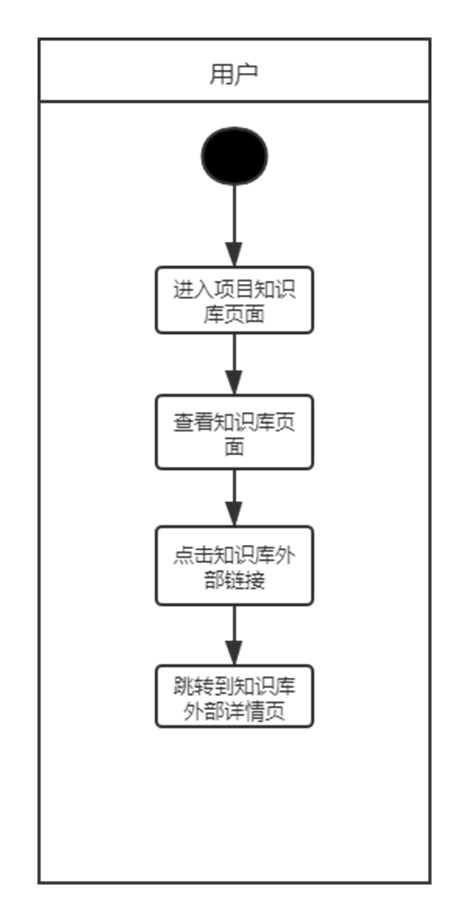 用户
进入项目知识
库页面
查看知识库页
面
点击知识库外
部链接
跳转到知识库
外部详情页